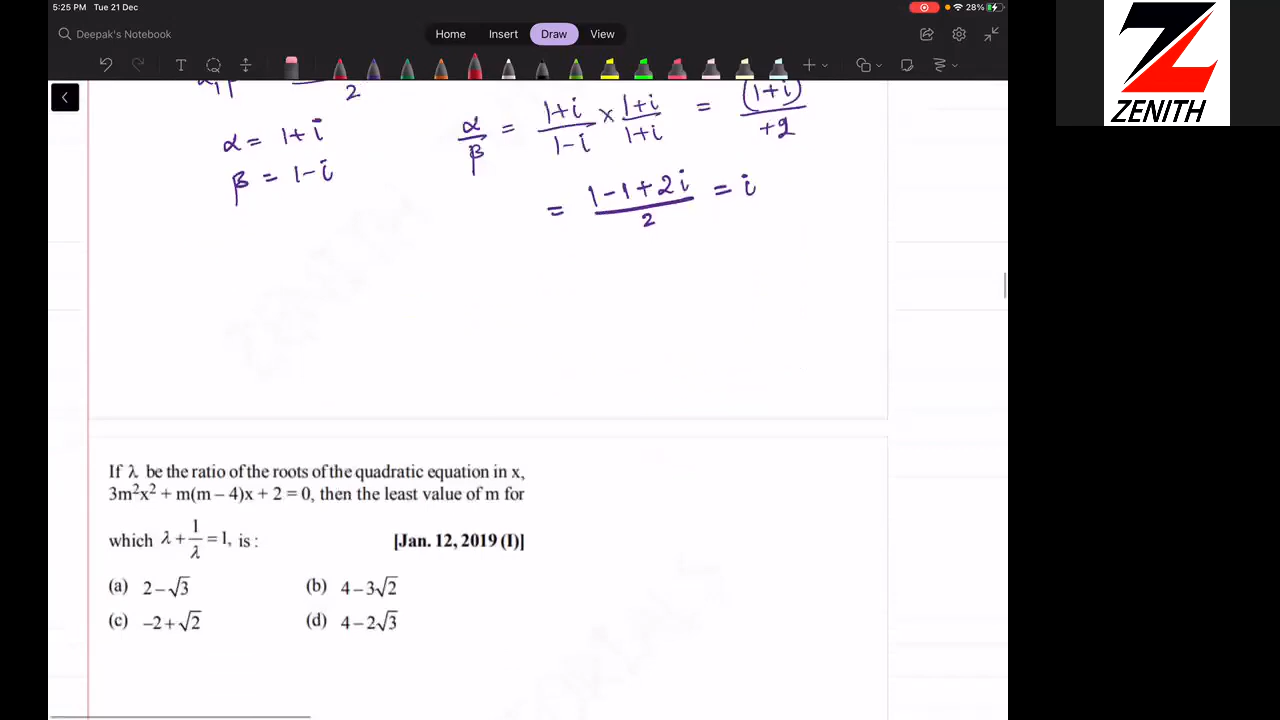 5:25 PM Tue 21 Dec
28%
Deepak's Notebook
Home Insert Draw View
ZENITH
2
α = 1+i
β = 1-i
α/β = 1+i/1-i × 1+i/1+i = (1+i)/+2
= 1-1+2i/2 = i
If λ be the ratio of the roots of the quadratic equation in x,
3m²x² + m(m – 4)x + 2 = 0, then the least value of m for
which λ + 1/λ = 1, is :
[Jan. 12, 2019 (I)]
(a) 2 – √3
(b) 4 – 3√2
(c) –2 + √2
(d) 4 – 2√3